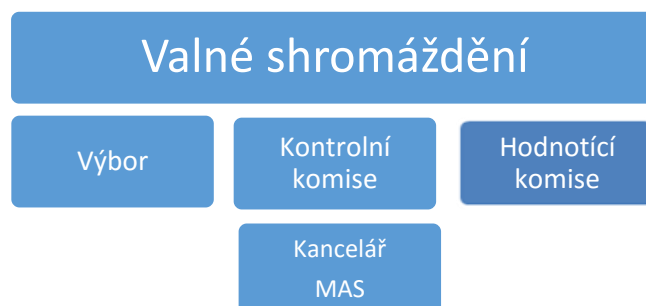 Valné shromáždění
Výbor
Kontrolní
komise
Hodnotící
komise
Kancelář
MAS